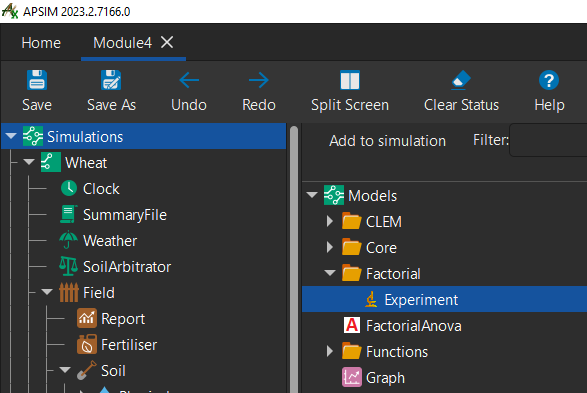 APSIM 2023.2.7166.0
Home Module4
Save Save As Undo Redo Split Screen Clear Status Help
Simulations
Wheat
Clock
SummaryFile
Weather
SoilArbitrator
Field
Report
Fertiliser
Soil
Add to simulation Filter:
Models
CLEM
Core
Factorial
Experiment
FactorialAnova
Functions
Graph